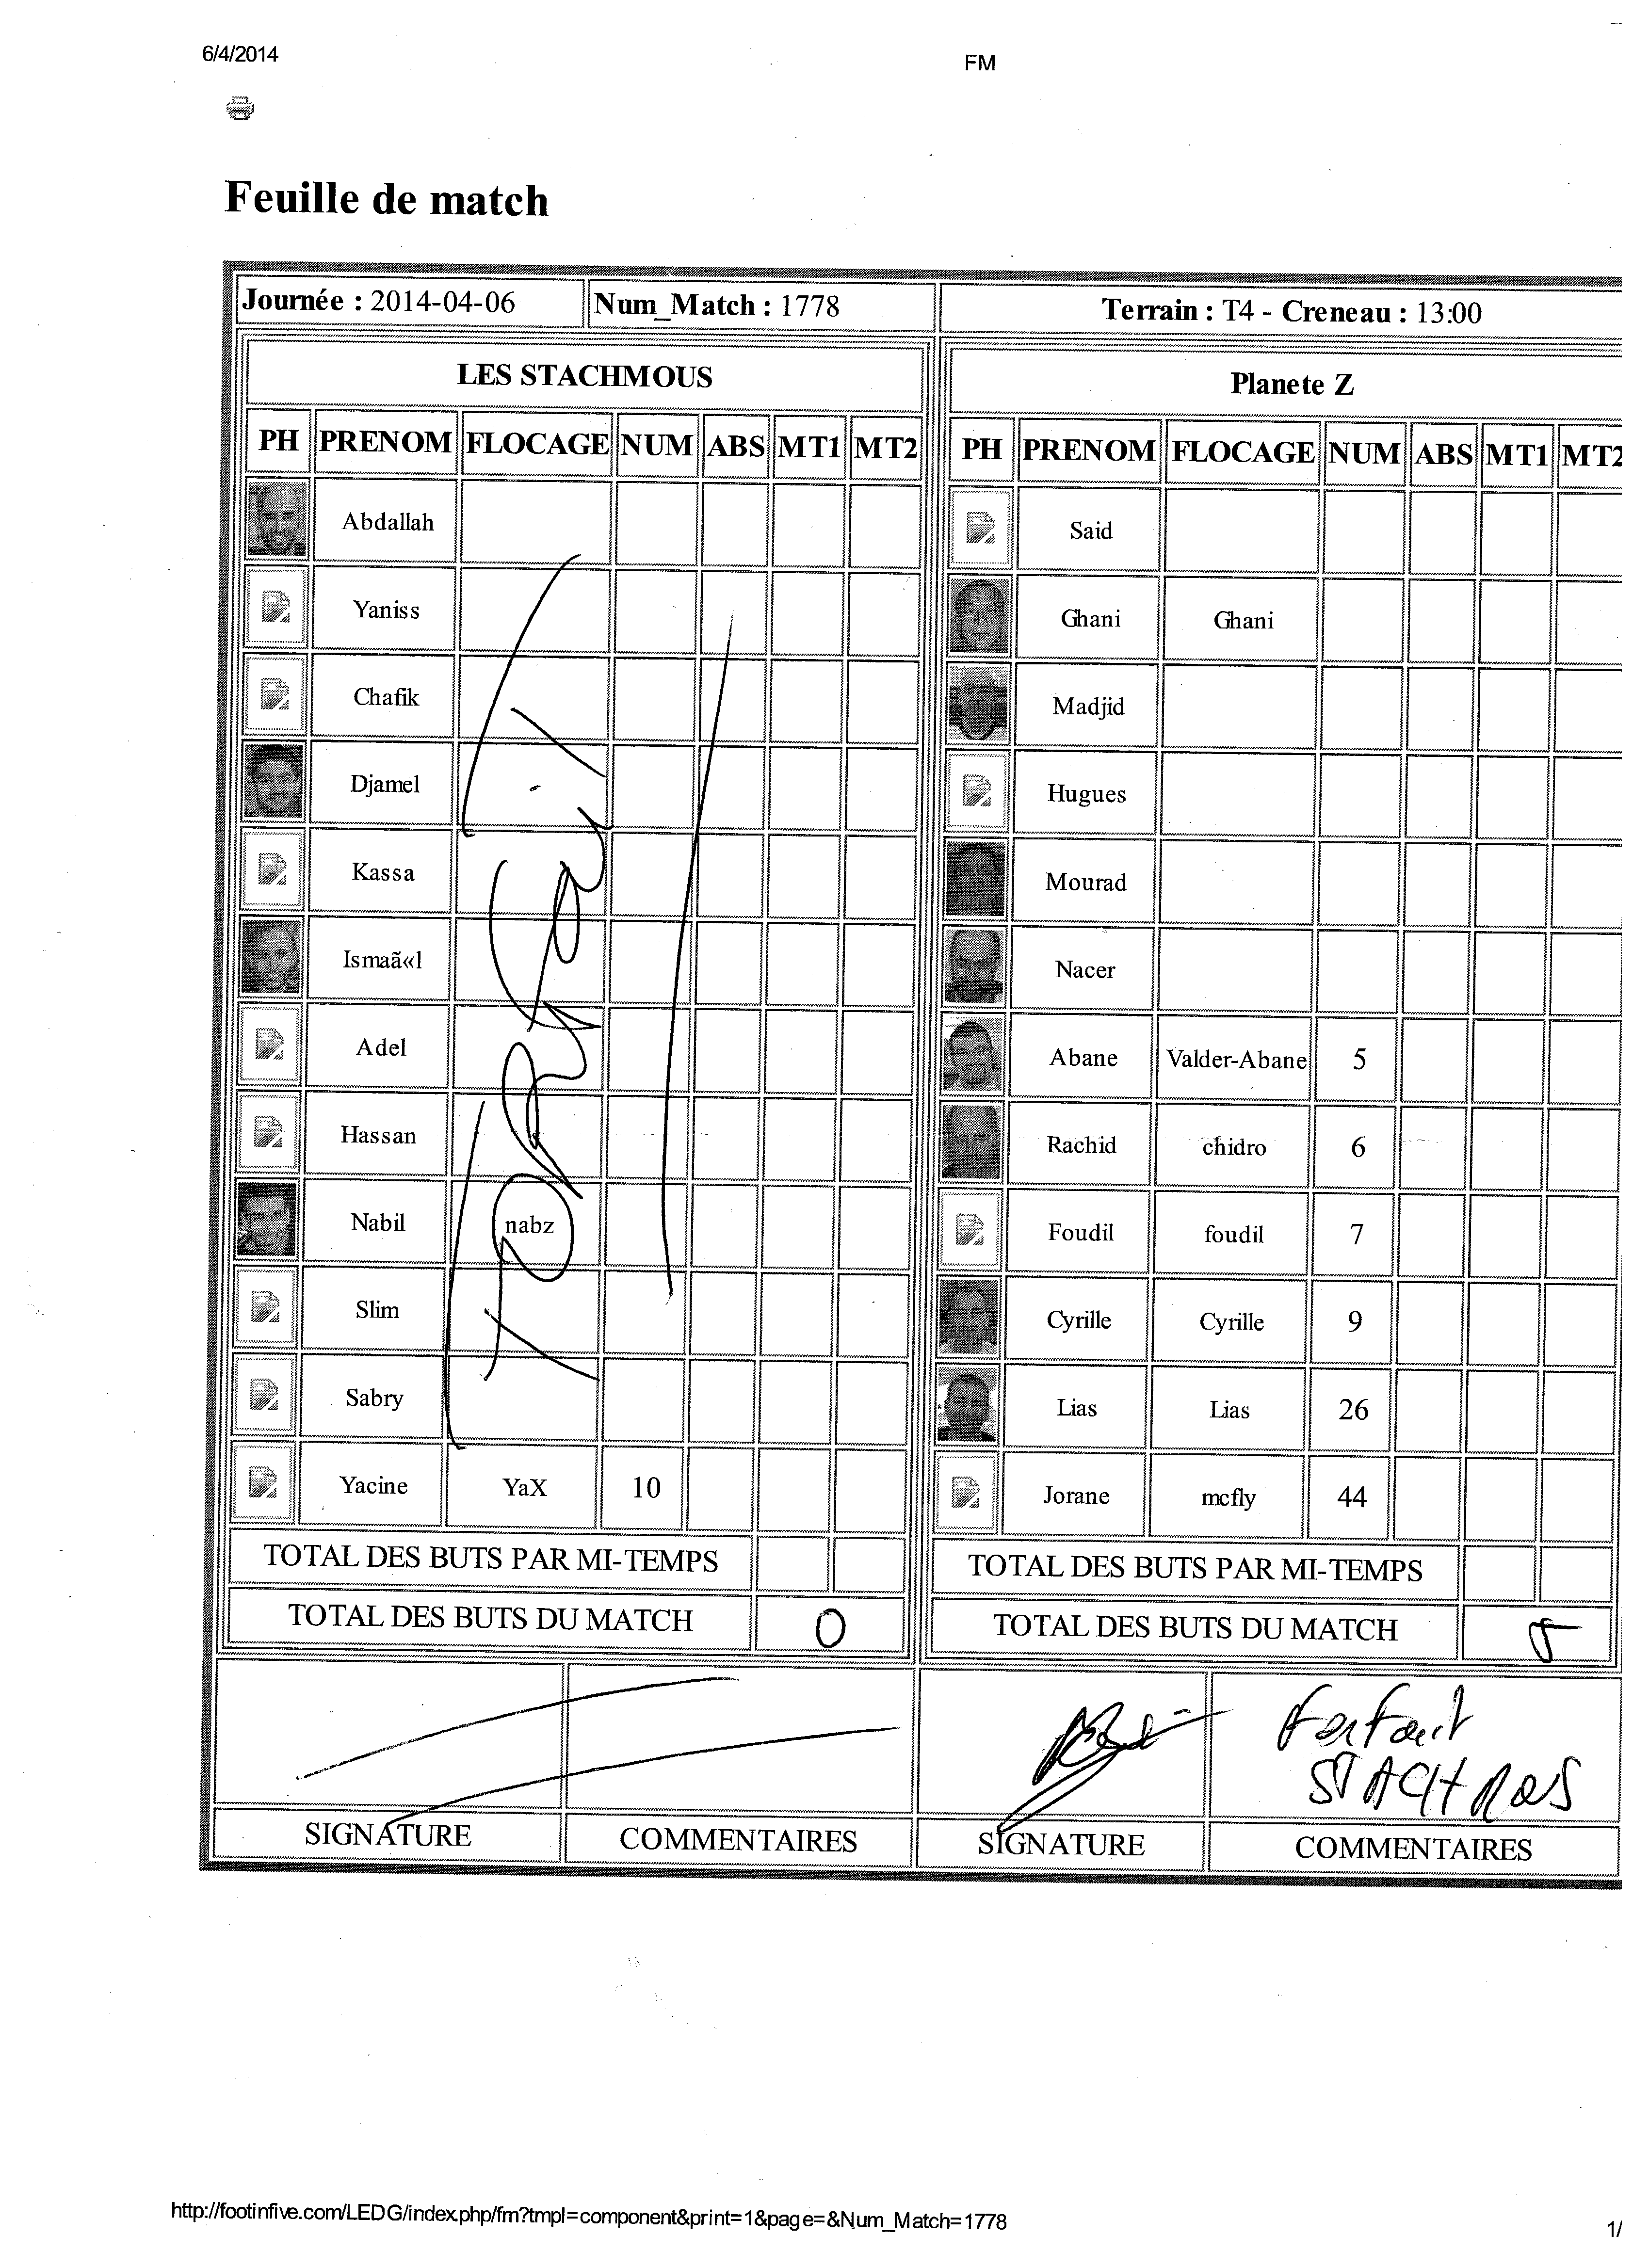 6/4/2014
FM
Feuille de match
Journée : 2014-04-06 Num_Match : 1778 Terrain : T4 - Creneau : 13:00
LES STACHMOUS Planete Z
PH PRENOM FLOCAGE NUM ABS MT1 MT2 PH PRENOM FLOCAGE NUM ABS MT1 MT2
Abdallah Said
Yaniss Ghani Ghani
Chafik Madjid
Djamel Hugues
Kassa Mourad
Ismaã«l Nacer
Adel Abane Valder-Abane 5
Hassan Rachid chidro 6
Nabil nabz Foudil foudil 7
Slim Cyrille Cyrille 9
Sabry Lias Lias 26
Yacine YaX 10 Jorane mcfly 44
FORFAIT
TOTAL DES BUTS PAR MI-TEMPS TOTAL DES BUTS PAR MI-TEMPS
TOTAL DES BUTS DU MATCH 0 TOTAL DES BUTS DU MATCH 5
Forfait
SIGNATURE COMMENTAIRES SIGNATURE COMMENTAIRES
http://footinfive.com/LEDG/index.php/fm?tmpl=component&print=1&page=&Num_Match=1778
1/